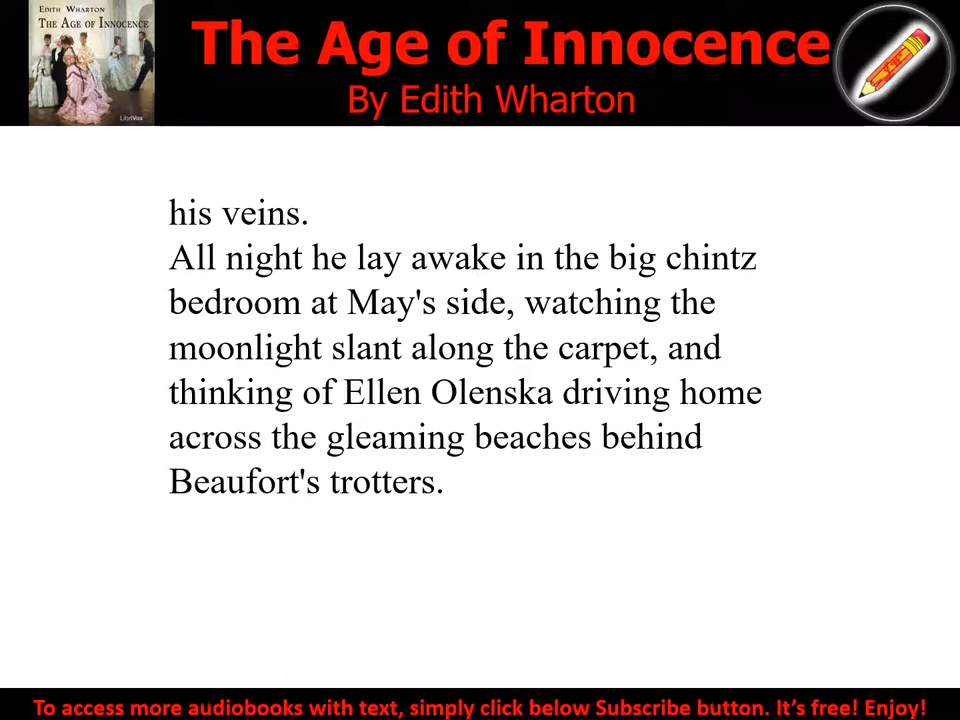 EDITH WHARTON
THE AGE OF INNOCENCE
LibriVox
The Age of Innocence
By Edith Wharton
his veins.
All night he lay awake in the big chintz
bedroom at May's side, watching the
moonlight slant along the carpet, and
thinking of Ellen Olenska driving home
across the gleaming beaches behind
Beaufort's trotters.
To access more audiobooks with text, simply click below Subscribe button. It’s free! Enjoy!